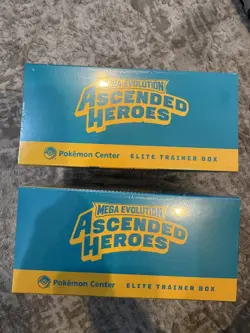 MEGA EVOLUTION
ASCENDED
HEROES
Pokémon Center ELITE TRAINER BOX
MEGA EVOLUTION
ASCENDED
HEROES
Pokémon Center ELITE TRAINER BOX